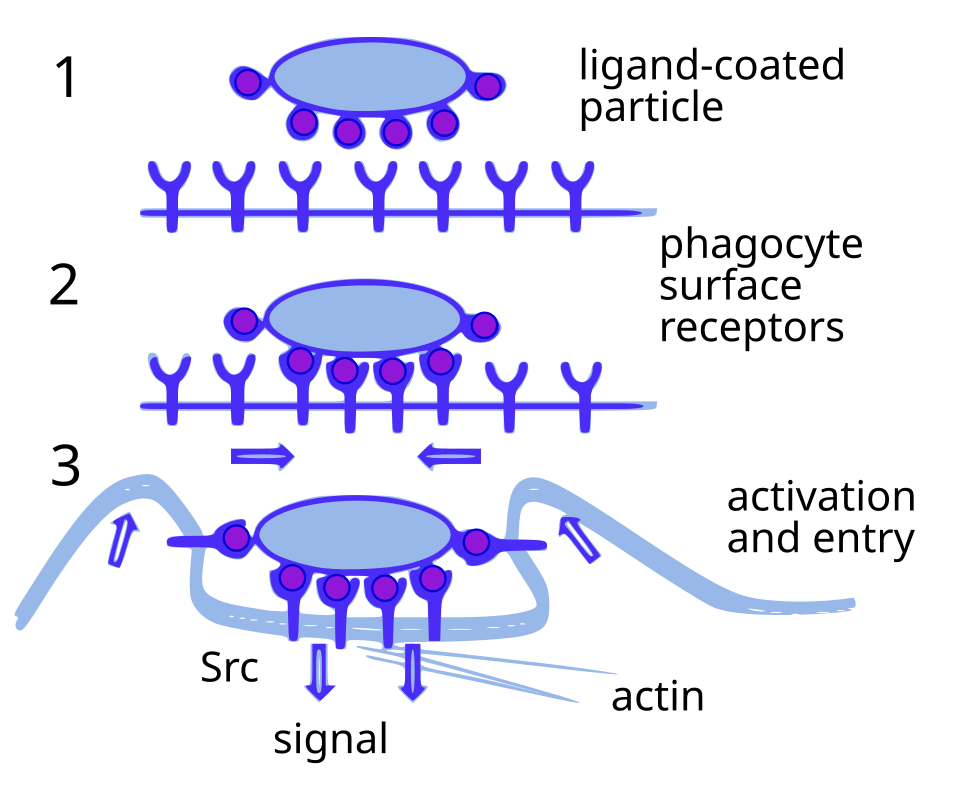 1
ligand-coated
particle
phagocyte
surface
receptors
2
3
activation
and entry
Src
actin
signal